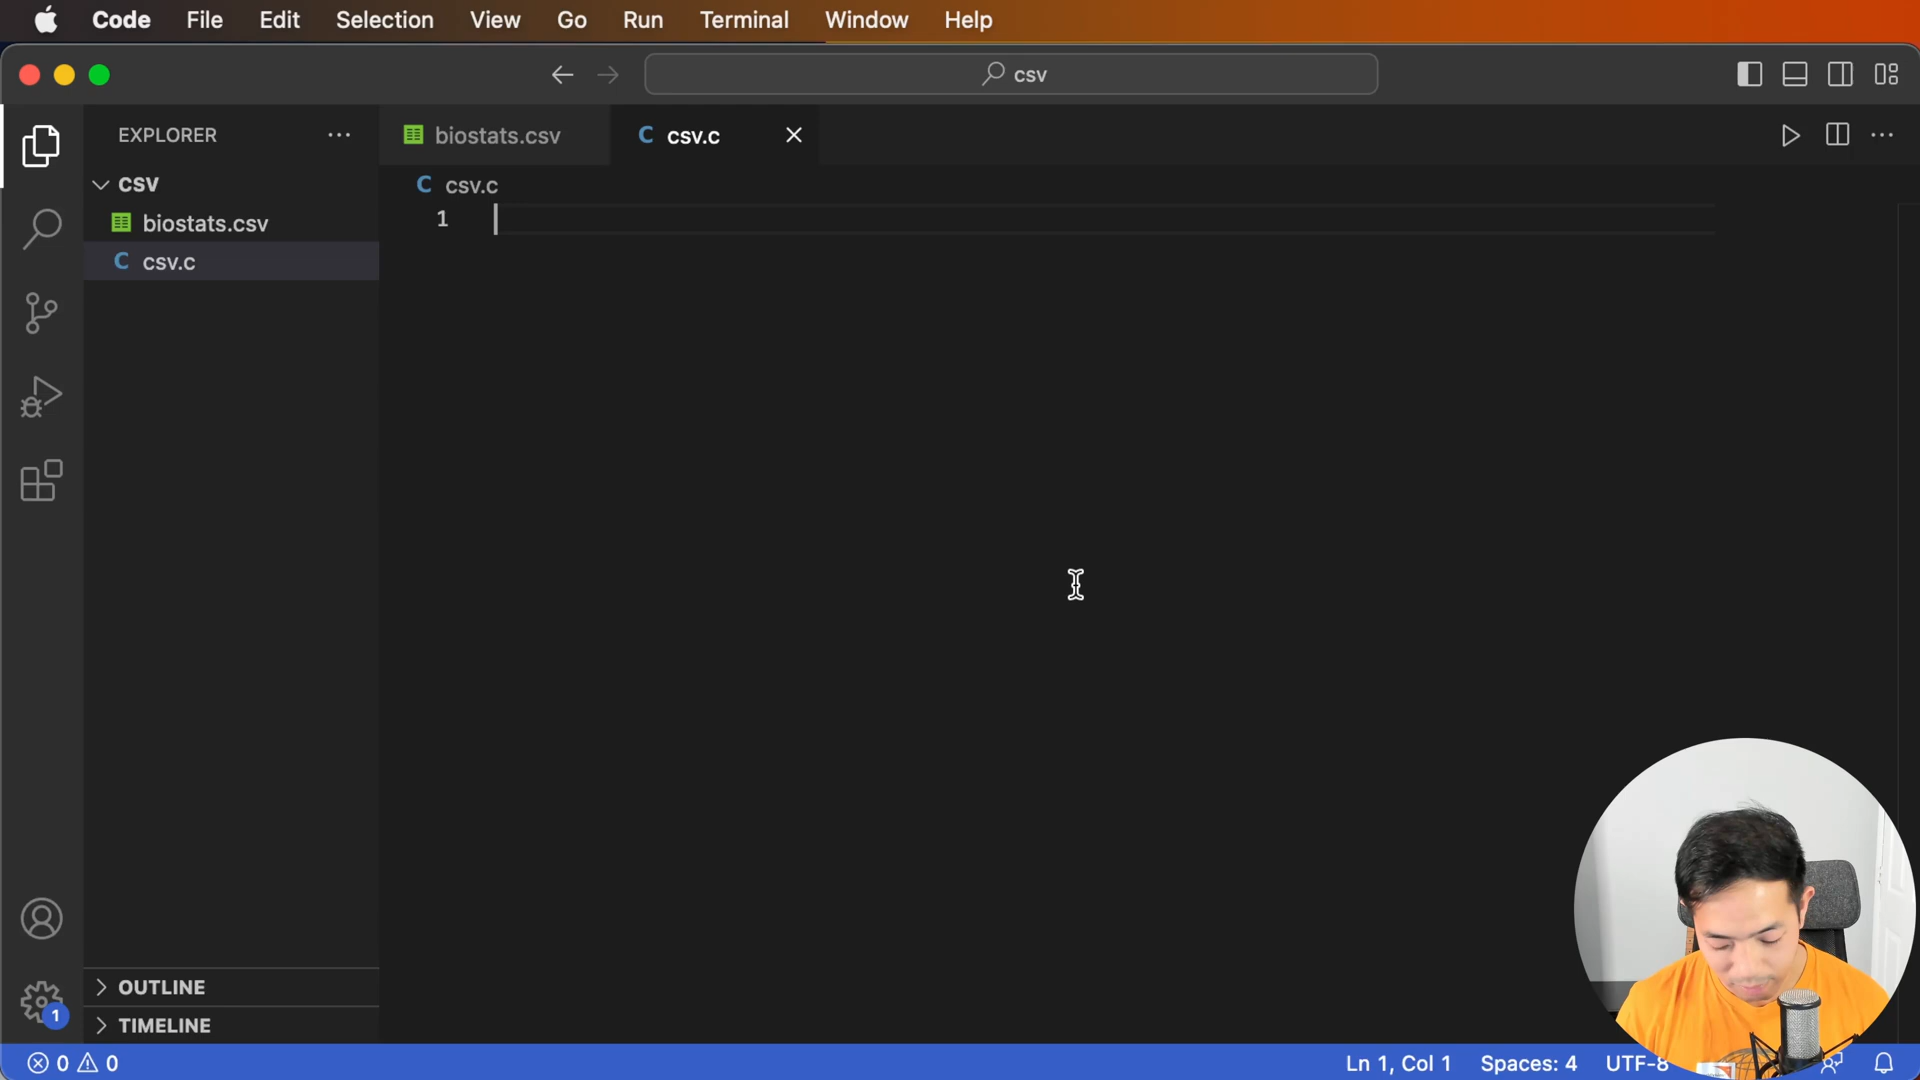 Code File Edit Selection View Go Run Terminal Window Help
csv
EXPLORER
CSV
biostats.csv
csv.c
biostats.csv
C csv.c
C csv.c
1
C
OUTLINE
TIMELINE
1
0 0
Ln 1, Col 1 Spaces: 4 UTF-8